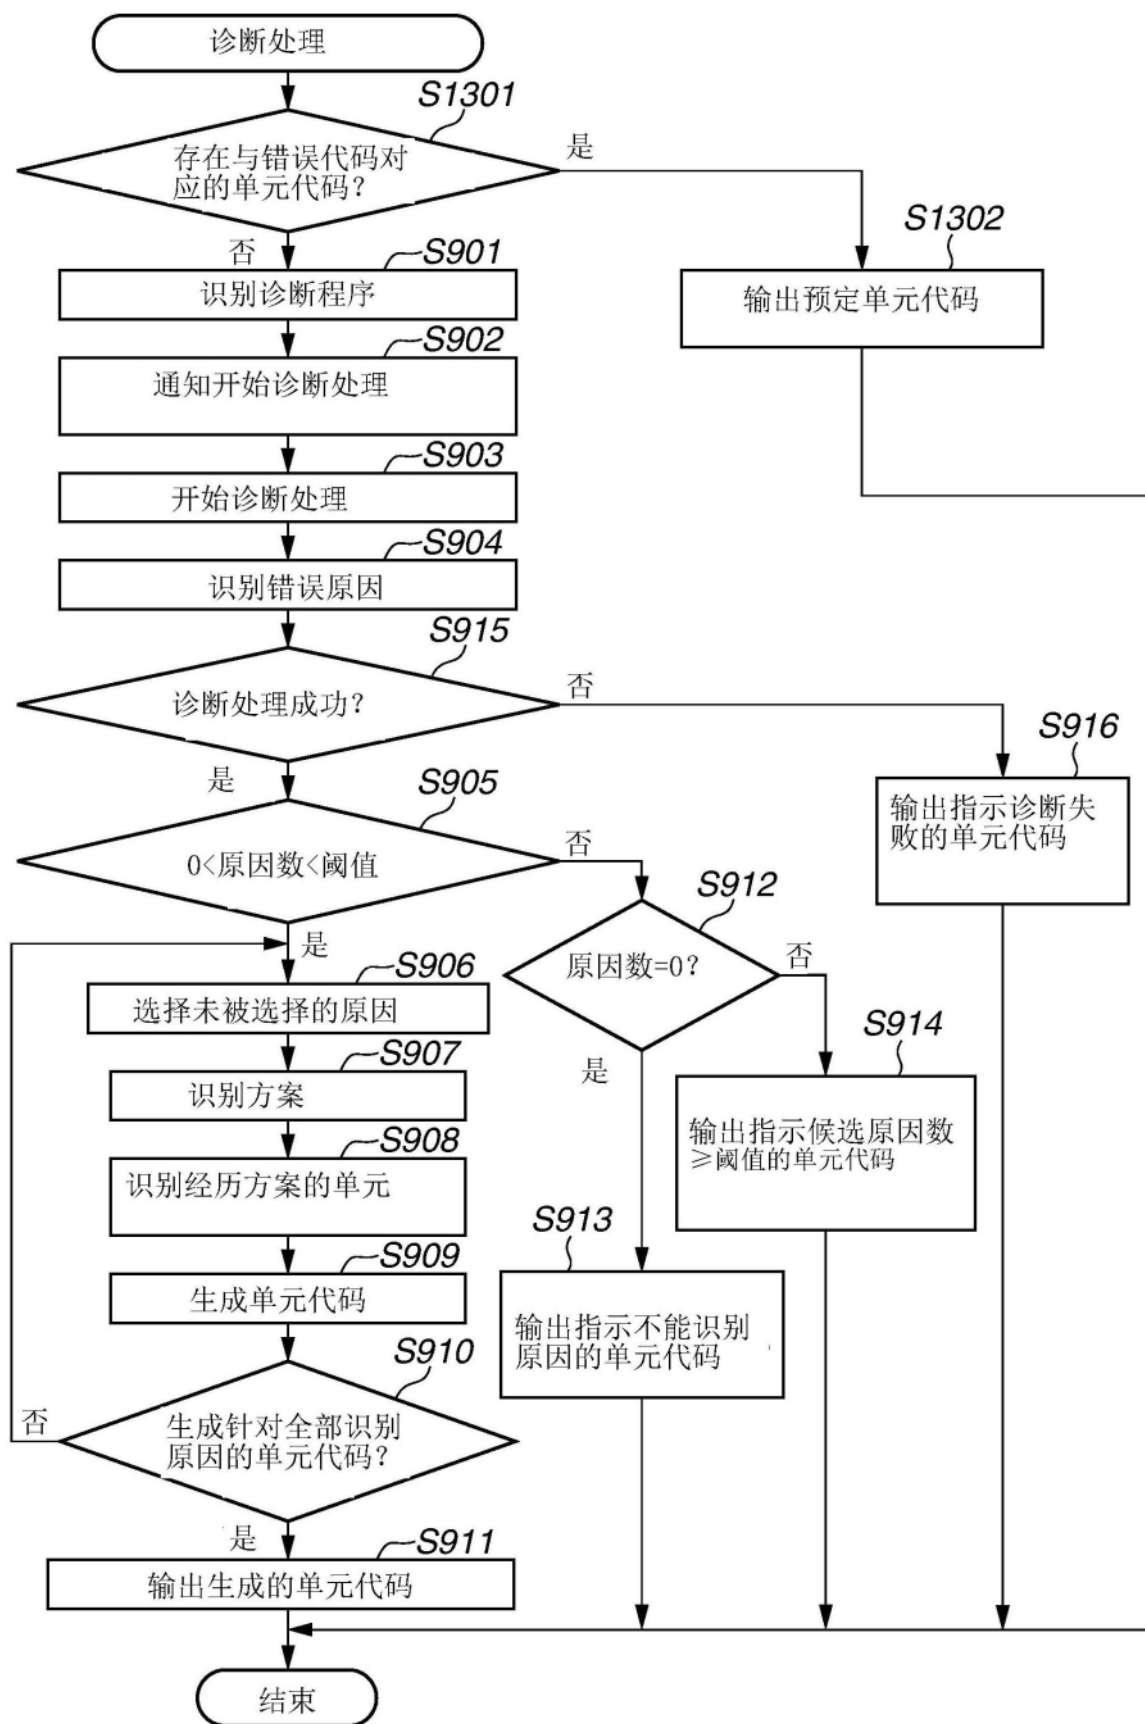 诊断处理
S1301
存在与错误代码对
应的单元代码?
是
否
S1302
输出预定单元代码
S901
识别诊断程序
S902
通知开始诊断处理
S903
开始诊断处理
S904
识别错误原因
S915
诊断处理成功?
否
是
S916
输出指示诊断失
败的单元代码
S905
0<原因数<阈值
否
是
S912
原因数=0?
否
是
S906
选择未被选择的原因
S907
识别方案
S908
识别经历方案的单元
S909
生成单元代码
S914
输出指示候选原因数
≥阈值的单元代码
S913
输出指示不能识别
原因的单元代码
S910
生成针对全部识别
原因的单元代码?
否
是
S911
输出生成的单元代码
结束